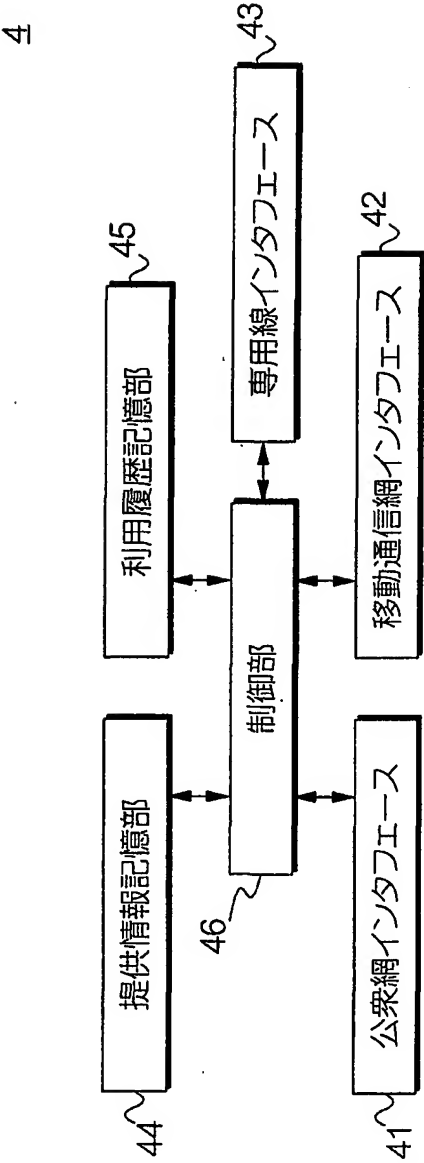 4
提供情報記憶部
44
利用履歴記憶部
45
制御部
46
専用線インタフェース
43
公衆網インタフェース
41
移動通信網インタフェース
42